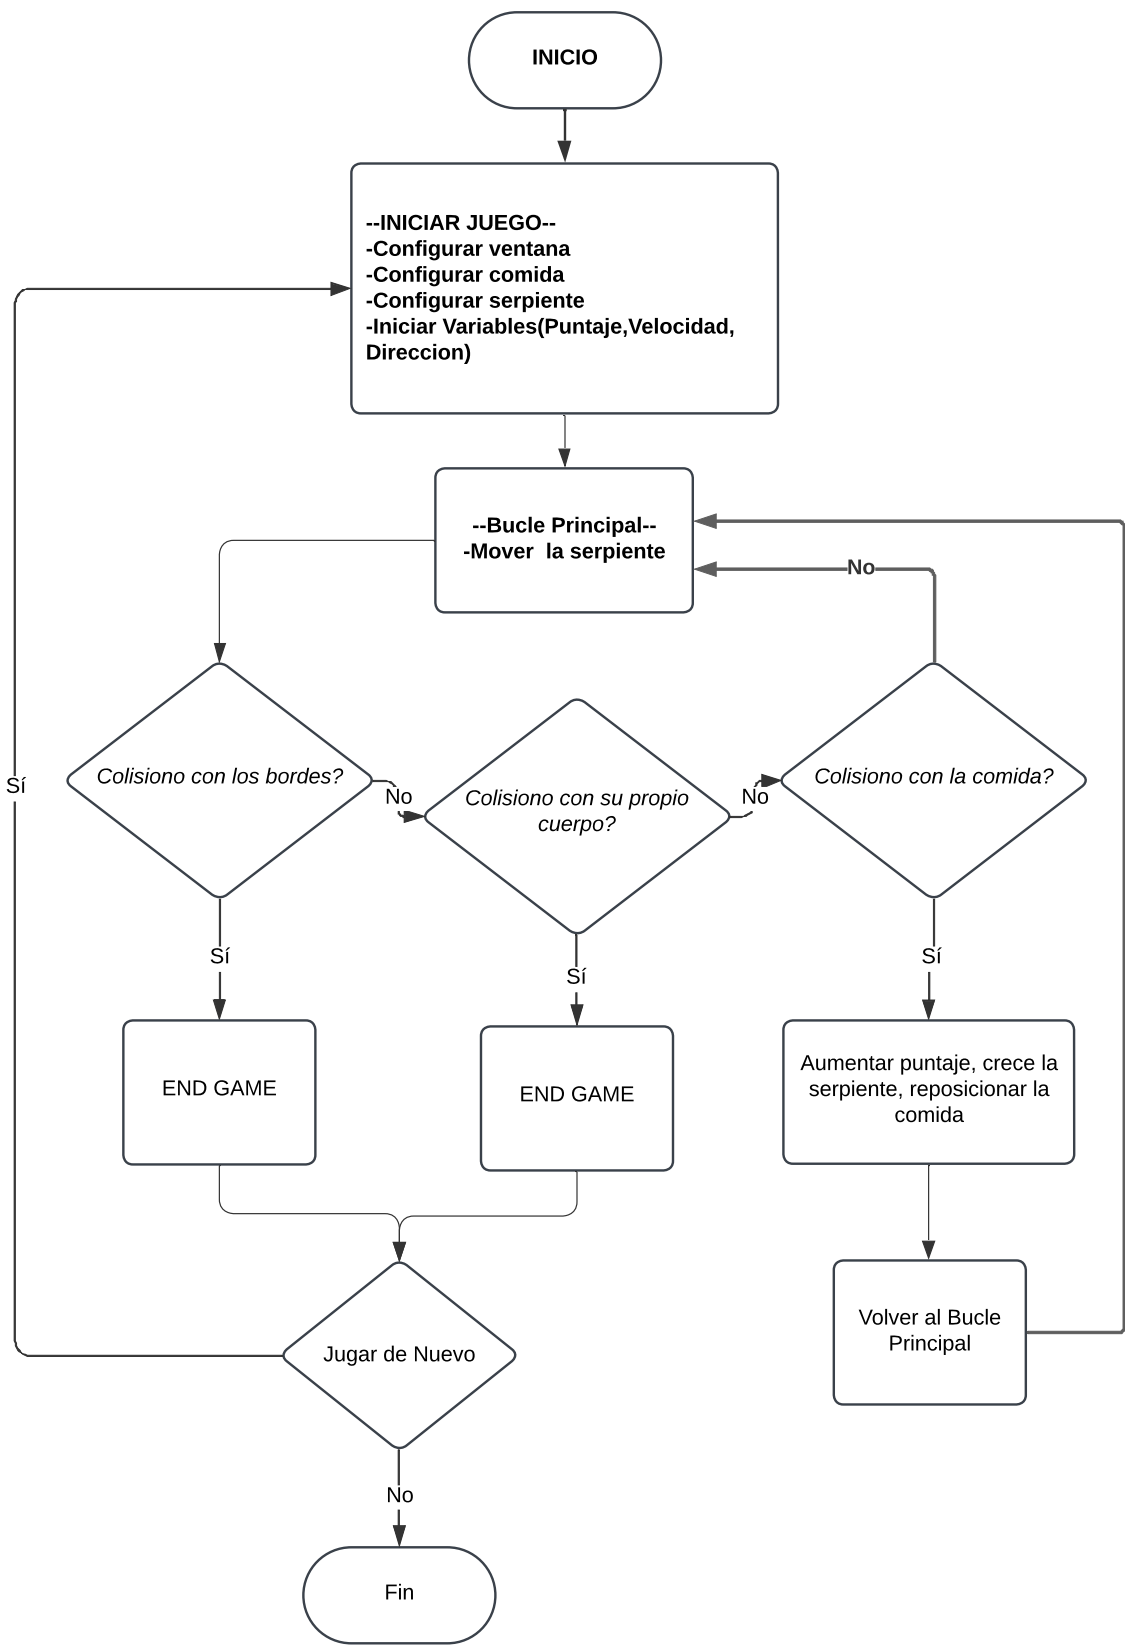 INICIO
--INICIAR JUEGO--
-Configurar ventana
-Configurar comida
-Configurar serpiente
-Iniciar Variables(Puntaje,Velocidad,
Direccion)
--Bucle Principal--
-Mover  la serpiente
No
Colisiono con los bordes?
No
Colisiono con su propio
cuerpo?
No
Colisiono con la comida?
Sí
Sí
Sí
Sí
END GAME
END GAME
Aumentar puntaje, crece la
serpiente, reposicionar la
comida
Jugar de Nuevo
Volver al Bucle
Principal
No
Fin